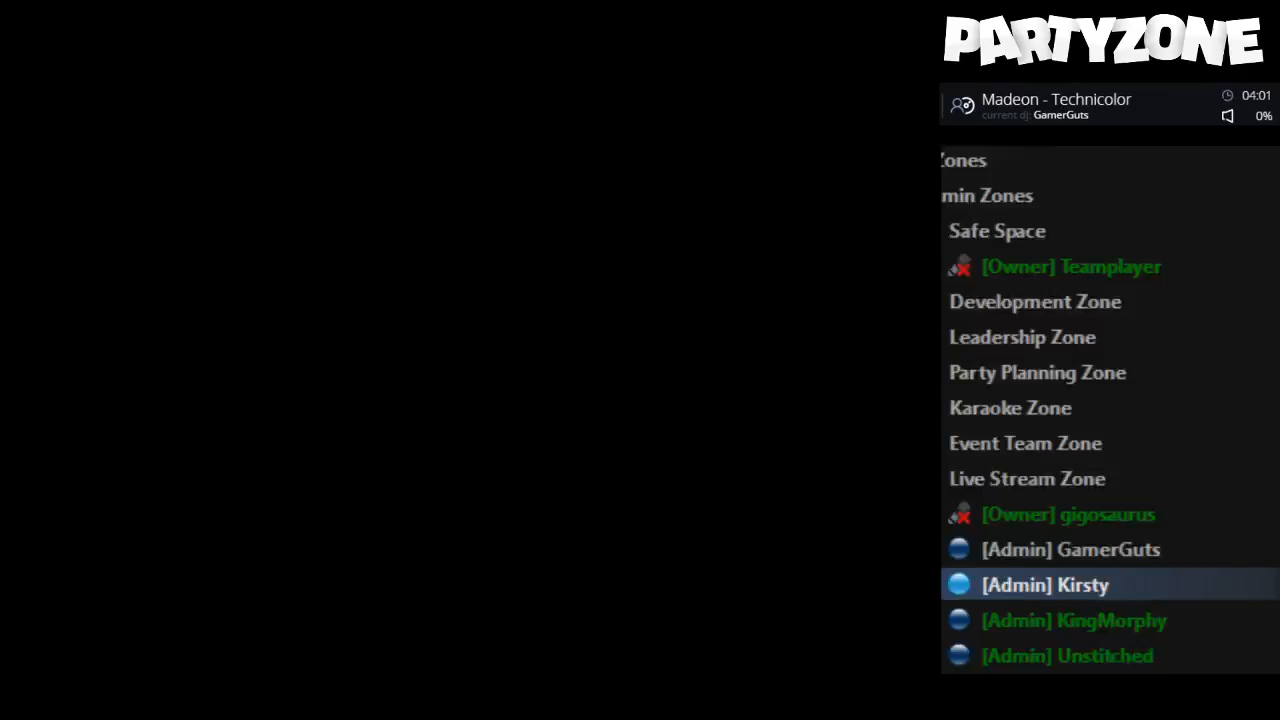 PARTYZONE
Madeon - Technicolor
04:01
current dj: GamerGuts
0%
Zones
min Zones
Safe Space
[Owner] Teamplayer
Development Zone
Leadership Zone
Party Planning Zone
Karaoke Zone
Event Team Zone
Live Stream Zone
[Owner] gigosaurus
[Admin] GamerGuts
[Admin] Kirsty
[Admin] KingMorphy
[Admin] Unstitched